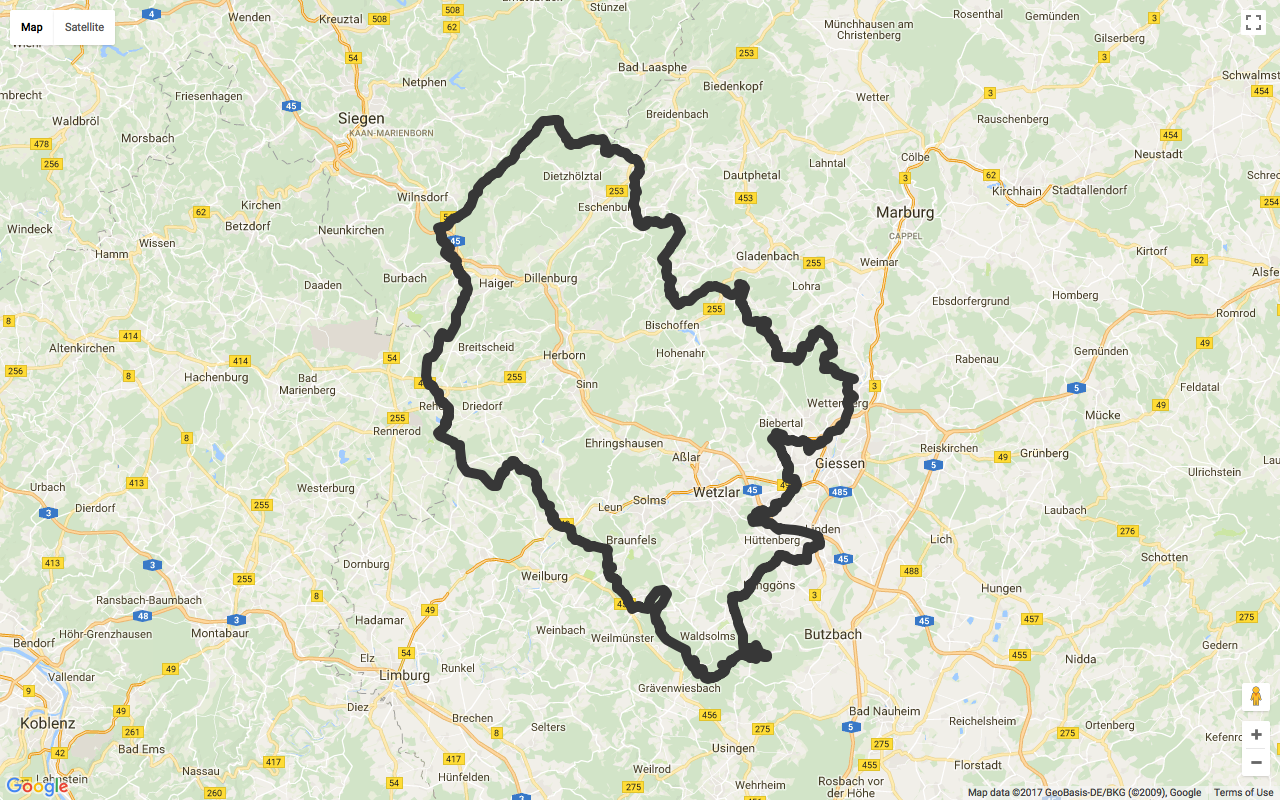 Map
Satellite
Wenden
Kreuztal
508
508
62
4
54
Stünzel
Münchhausen am
Christenberg
Rosenthal
Gemünden
3
Gilserberg
3
253
Bad Laasphe
Biedenkopf
Netphen
Schwalmst
454
Friesenhagen
45
Waldbröl
478
256
Morsbach
Siegen
KAAN-MARIENBORN
Breidenbach
Wetter
3
Rauschenberg
454
Neustadt
Cölbe
Lahntal
3
62
Kirchhain
Stadtallendorf
254
Dietzhölztal
253
Eschenbu
Dautphetal
453
Wilnsdorf
Kirchen
62
Betzdorf
Neunkirchen
Windeck
Wissen
Hamm
45
Marburg
CAPPEL
Kirtorf
62
Gladenbach
255
Weimar
Burbach
Haiger
Dillenburg
Daaden
Lohra
Ebsdorfergrund
Homberg
Romrod
8
414
255
Bischoffen
Altenkirchen
54
414
Hachenburg
Bad
Marienberg
Breitscheid
Herborn
Hohenahr
Rabenau
Gemünden
49
256
8
Sinn
255
3
5
Feldatal
Driedorf
255
Rennerod
Biebertal
Mücke
49
8
Ehringshausen
Aßlar
Reiskirchen
49
Grünberg
5
Giessen
Ulrichstein
Urbach
413
Westerburg
Dierdorf
255
3
Leun
Solms
Wetzlar
45
485
Laubach
276
Braunfels
Hüttenberg
Lich
Schotten
413
3
Dornburg
45
Weilburg
255
8
488
Hungen
3
Ransbach-Baumbach
48
3
Hadamar
49
Weinbach
Weilmünster
Waldsolms
Butzbach
45
457
275
Bendorf
Höhr-Grenzhausen
Montabaur
Elz
54
Runkel
Limburg
455
Nidda
Gedern
Vallendar
49
9
Grävenwiesbach
Diez
49
Koblenz
261
42
Bad Ems
Brechen
8
Selters
456
275
Bad Nauheim
5
275
Reichelsheim
275
Ortenberg
Usingen
Nassau
417
417
Hünfelden
Weilrod
Wehrheim
455
Florstadt
Rosbach vor
der Höhe
260
Google
Map data ©2017 GeoBasis-DE/BKG (©2009), Google
Terms of Use